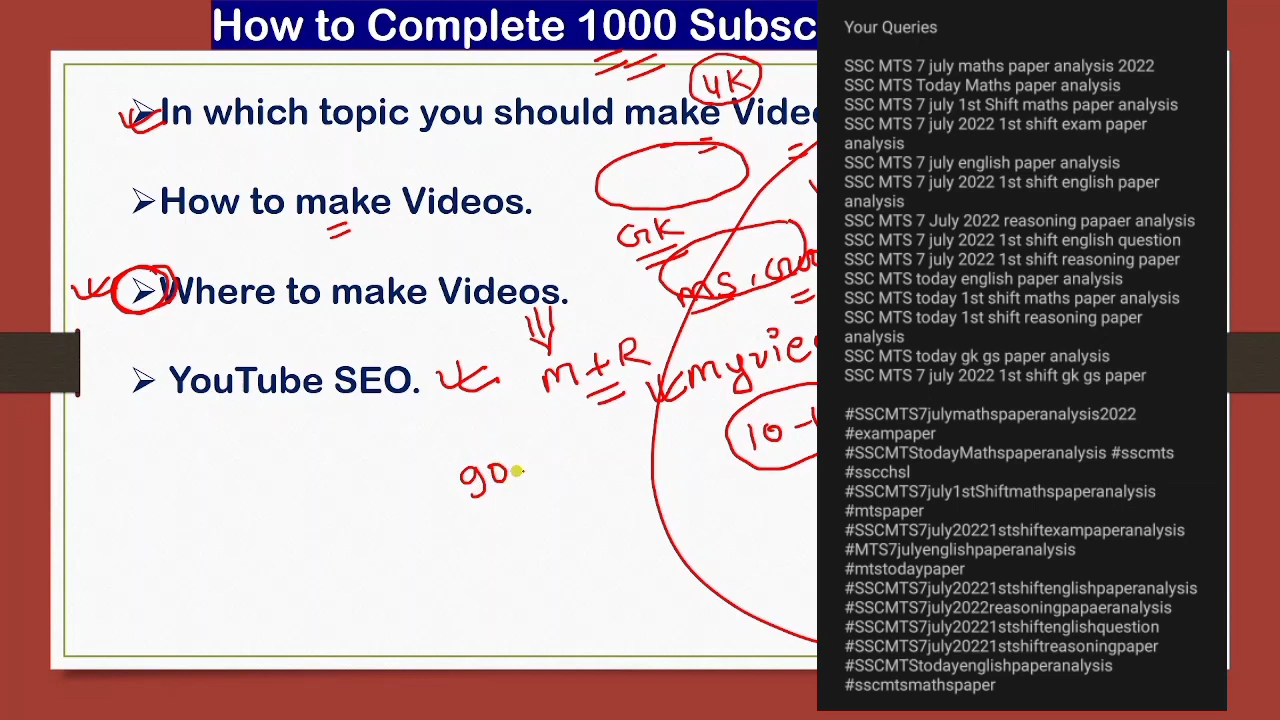 How to Complete 1000 Subsc
4K
In which topic you should make Vide
How to make Videos.
GK
MS,
Where to make Videos.
M+R
myvie
YouTube SEO.
10-
90
Your Queries
SSC MTS 7 july maths paper analysis 2022
SSC MTS Today Maths paper analysis
SSC MTS 7 july 1st Shift maths paper analysis
SSC MTS 7 july 2022 1st shift exam paper
analysis
SSC MTS 7 july english paper analysis
SSC MTS 7 july 2022 1st shift english paper
analysis
SSC MTS 7 July 2022 reasoning papaer analysis
SSC MTS 7 july 2022 1st shift english question
SSC MTS 7 july 2022 1st shift reasoning paper
SSC MTS today english paper analysis
SSC MTS today 1st shift maths paper analysis
SSC MTS today 1st shift reasoning paper
analysis
SSC MTS today gk gs paper analysis
SSC MTS 7 july 2022 1st shift gk gs paper
#SSCMTS7julymathspaperanalysis2022
#exampaper
#SSCMTStodayMathspaperanalysis #sscmts
#sscchsl
#SSCMTS7july1stShiftmathspaperanalysis
#mtspaper
#SSCMTS7july20221stshiftexampaperanalysis
#MTS7julyenglishpaperanalysis
#mtstodaypaper
#SSCMTS7july20221stshiftenglishpaperanalysis
#SSCMTS7july2022reasoningpapaeranalysis
#SSCMTS7july20221stshiftenglishquestion
#SSCMTS7july20221stshiftreasoningpaper
#SSCMTStodayenglishpaperanalysis
#sscmtsmathspaper